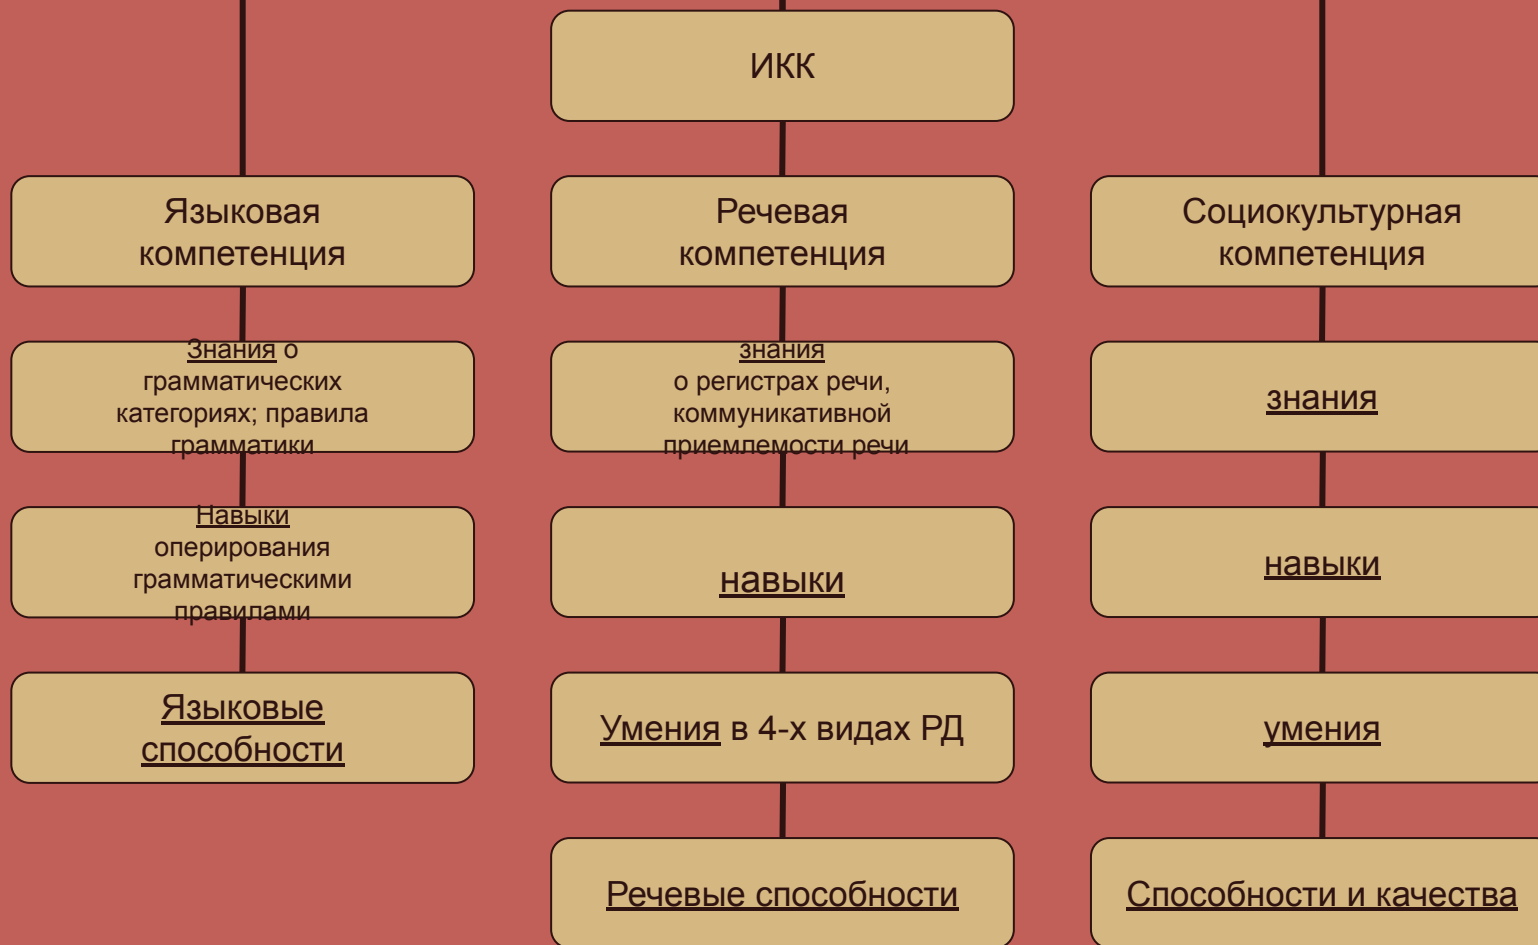 ИКК
Языковая
компетенция
Речевая
компетенция
Социокультурная
компетенция
Знания о
грамматических
категориях; правила
грамматики
знания
о регистрах речи,
коммуникативной
приемлемости речи
знания
Навыки
оперирования
грамматическими
правилами
навыки
навыки
Языковые
способности
Умения в 4-х видах РД
умения
Речевые способности
Способности и качества